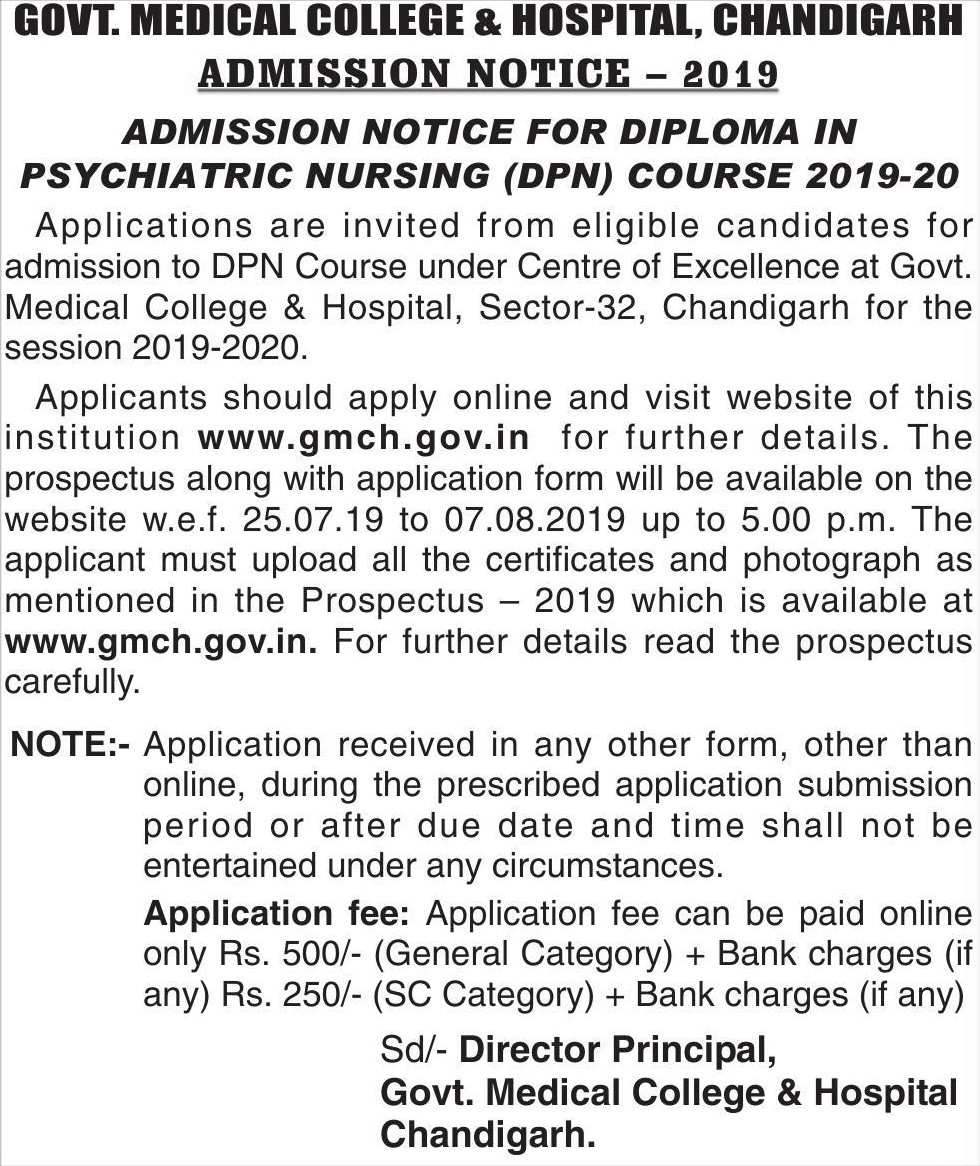 GOVT. MEDICAL COLLEGE & HOSPITAL, CHANDIGARH
ADMISSION NOTICE – 2019
ADMISSION NOTICE FOR DIPLOMA IN
PSYCHIATRIC NURSING (DPN) COURSE 2019-20
Applications are invited from eligible candidates for
admission to DPN Course under Centre of Excellence at Govt.
Medical College & Hospital, Sector-32, Chandigarh for the
session 2019-2020.
Applicants should apply online and visit website of this
institution www.gmch.gov.in for further details. The
prospectus along with application form will be available on the
website w.e.f. 25.07.19 to 07.08.2019 up to 5.00 p.m. The
applicant must upload all the certificates and photograph as
mentioned in the Prospectus – 2019 which is available at
www.gmch.gov.in. For further details read the prospectus
carefully.
NOTE:- Application received in any other form, other than
online, during the prescribed application submission
period or after due date and time shall not be
entertained under any circumstances.
Application fee: Application fee can be paid online
only Rs. 500/- (General Category) + Bank charges (if
any) Rs. 250/- (SC Category) + Bank charges (if any)
Sd/- Director Principal,
Govt. Medical College & Hospital
Chandigarh.